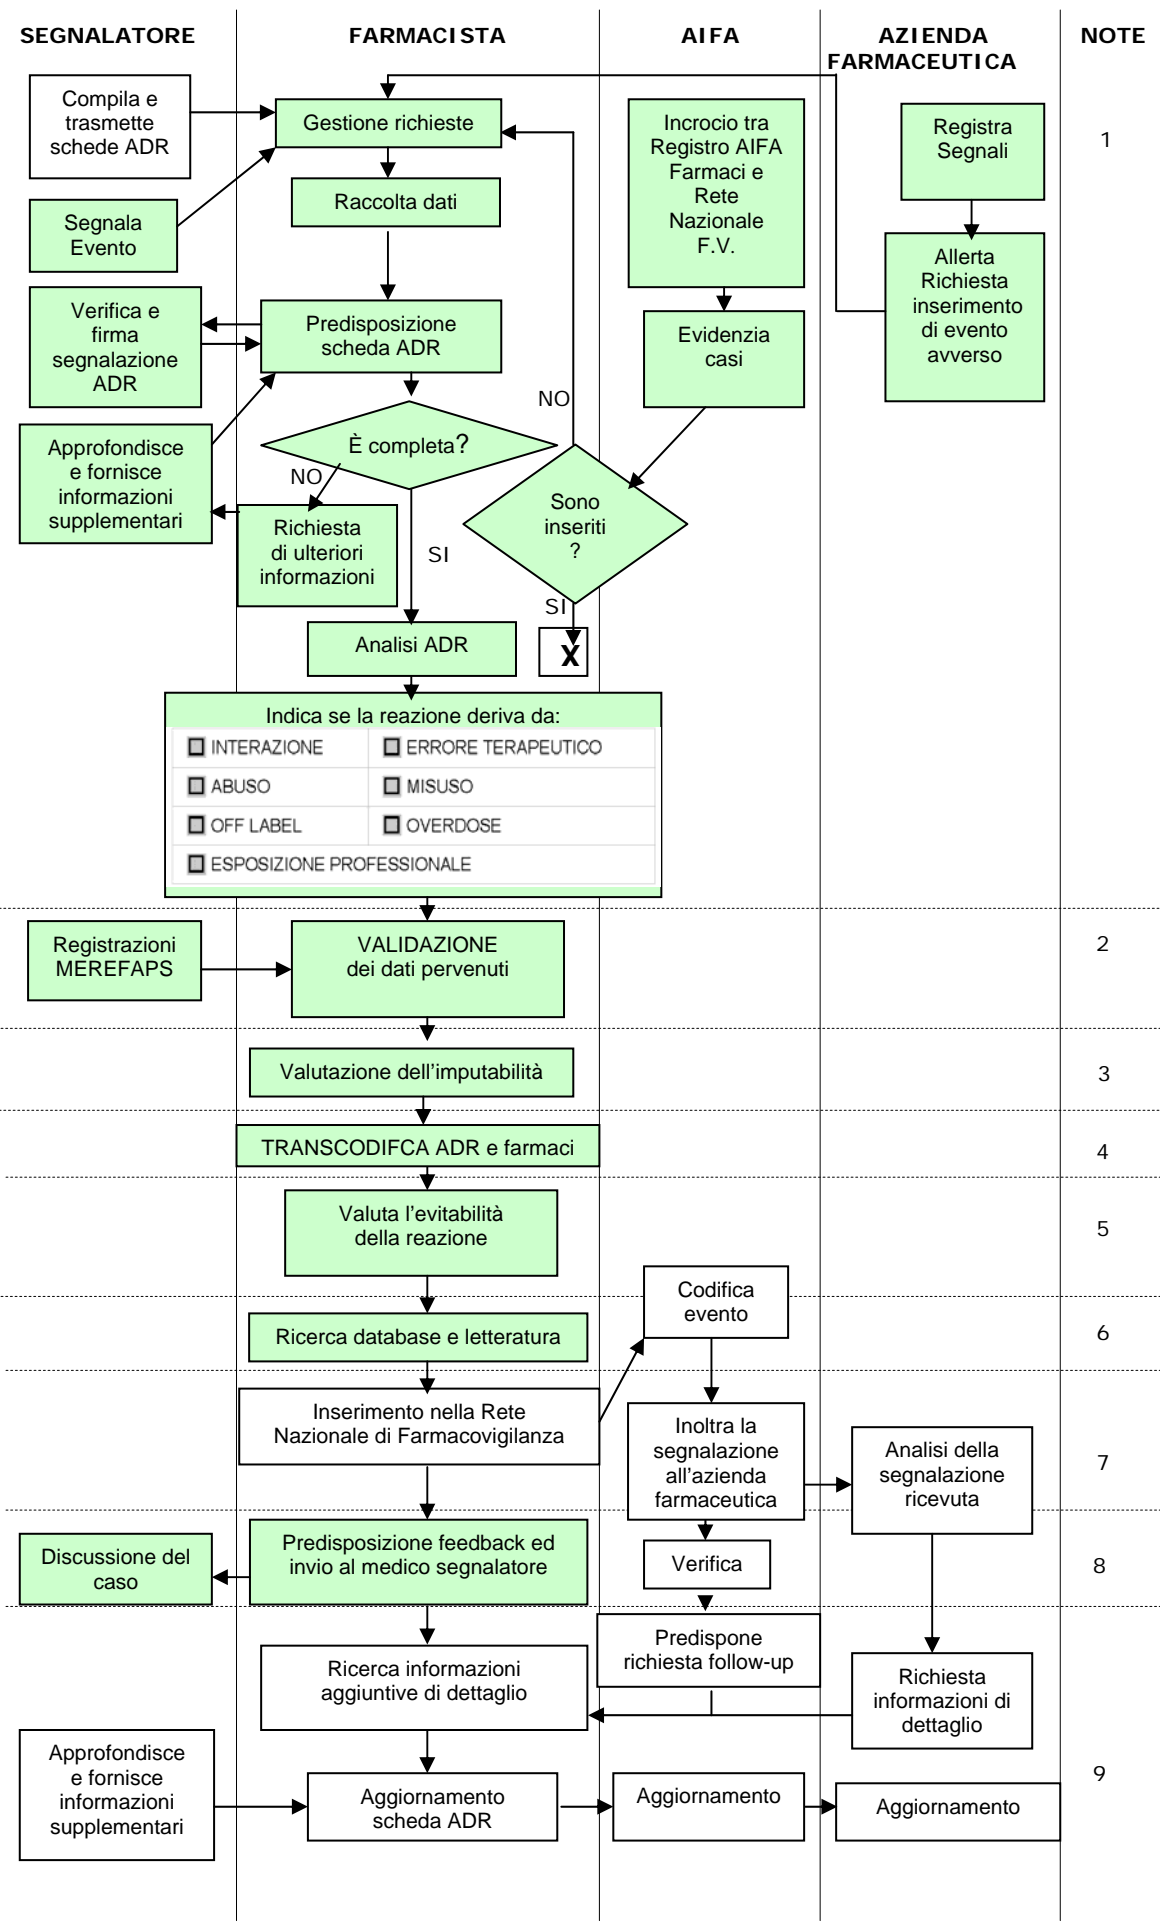 SEGNALATORE
FARMACISTA
AIFA
AZIENDA
FARMACEUTICA
NOTE
Compila e
trasmette
schede ADR
Gestione richieste
Incrocio tra
Registro AIFA
Farmaci e
Rete
Nazionale
F.V.
Registra
Segnali
1
Raccolta dati
Segnala
Evento
Allerta
Richiesta
inserimento
di evento
avverso
Verifica e
firma
segnalazione
ADR
Predisposizione
scheda ADR
Evidenzia
casi
NO
Approfondisce
e fornisce
informazioni
supplementari
È completa?
NO
Richiesta
di ulteriori
informazioni
SI
Sono
inseriti
?
SI
X
Analisi ADR
Indica se la reazione deriva da:
INTERAZIONE
ERRORE TERAPEUTICO
ABUSO
MISUSO
OFF LABEL
OVERDOSE
ESPOSIZIONE PROFESSIONALE
Registrazioni
MEREFAPS
VALIDAZIONE
dei dati pervenuti
2
Valutazione dell'imputabilità
3
TRANSCODIFCA ADR e farmaci
4
Valuta l'evitabilità
della reazione
5
Codifica
evento
Ricerca database e letteratura
6
Inserimento nella Rete
Nazionale di Farmacovigilanza
Inoltra la
segnalazione
all'azienda
farmaceutica
Analisi della
segnalazione
ricevuta
7
Discussione del
caso
Predisposizione feedback ed
invio al medico segnalatore
Verifica
8
Ricerca informazioni
aggiuntive di dettaglio
Predispone
richiesta follow-up
Richiesta
informazioni di
dettaglio
Approfondisce
e fornisce
informazioni
supplementari
Aggiornamento
scheda ADR
Aggiornamento
Aggiornamento
9